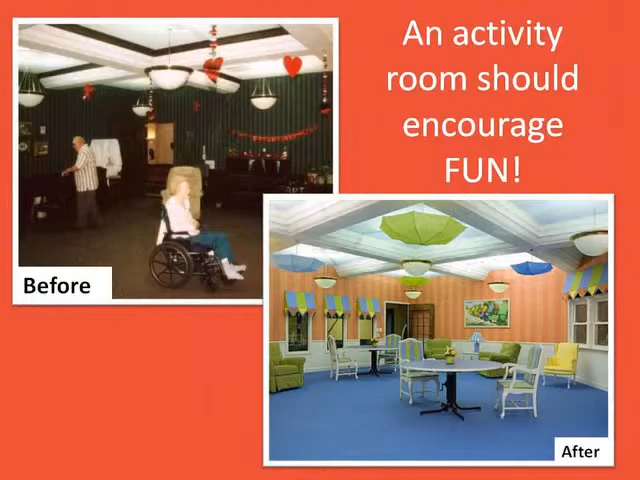 An activity
room should
encourage
FUN!
Before
After